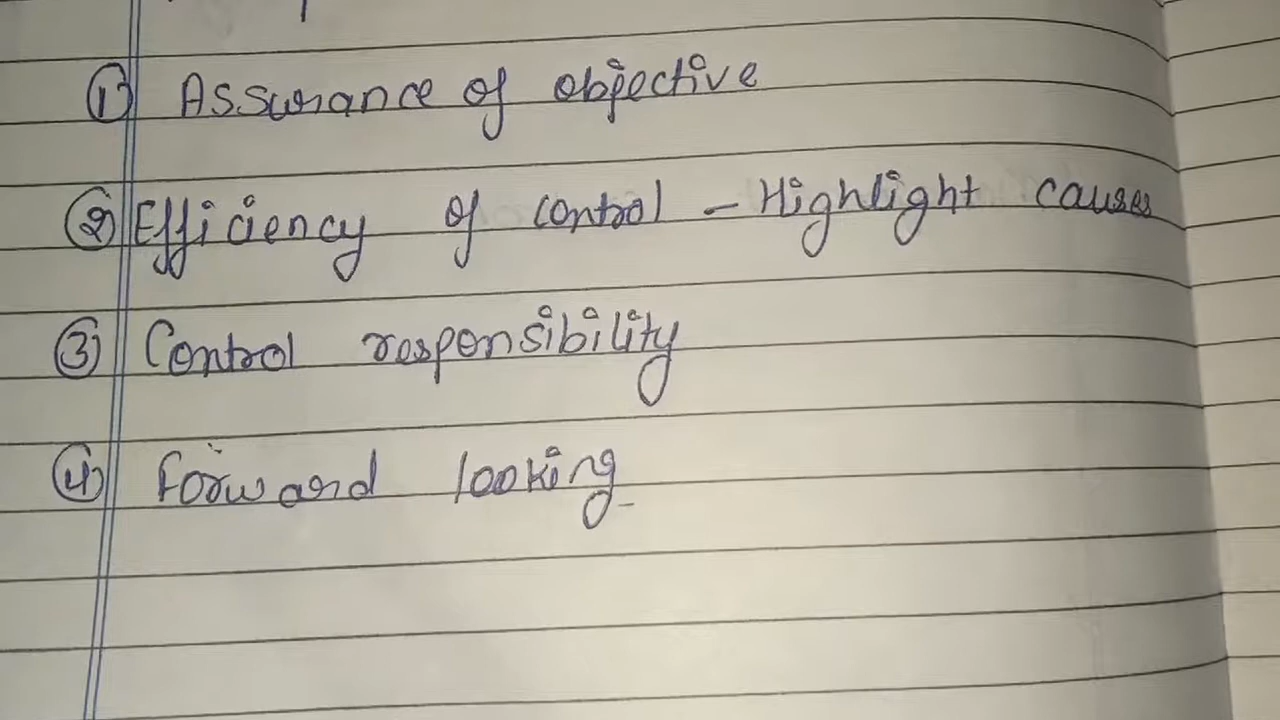 ① Assurance of objective
② Efficiency of control - Highlight causes
③ Control responsibility
④ Forward looking